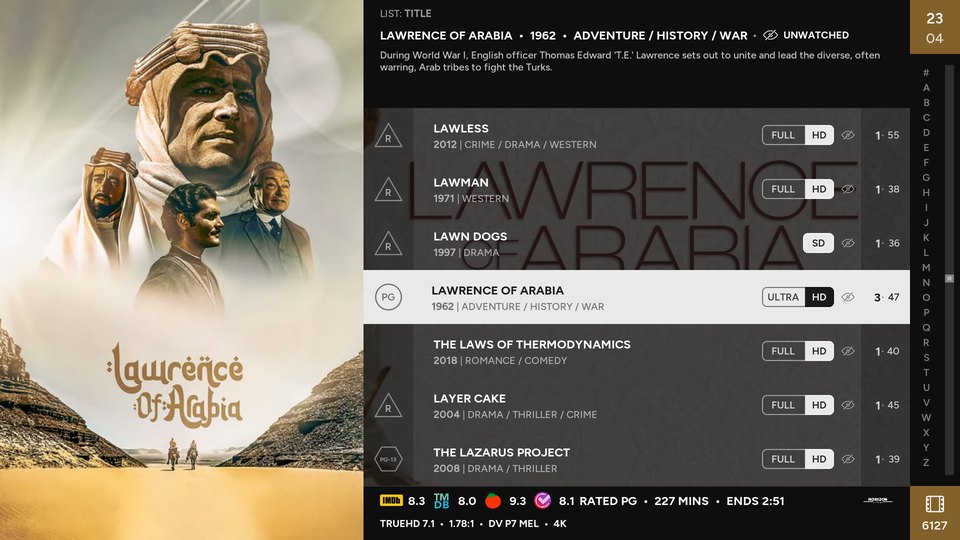 Lawrence
Of Arabia
LIST: TITLE
LAWRENCE OF ARABIA • 1962 • ADVENTURE / HISTORY / WAR · UNWATCHED
During World War I, English officer Thomas Edward 'T.E.' Lawrence sets out to unite and lead the diverse, often
warring, Arab tribes to fight the Turks.
LAWRENCE
OF ARABIA
R LAWLESS FULL HD 1· 55
2012 | CRIME / DRAMA / WESTERN
R LAWMAN FULL HD 1· 38
1971 | WESTERN
R LAWN DOGS SD 1· 36
1997 | DRAMA
PG LAWRENCE OF ARABIA ULTRA HD 3· 47
1962 | ADVENTURE / HISTORY / WAR
THE LAWS OF THERMODYNAMICS FULL HD 1· 40
2018 | ROMANCE / COMEDY
R LAYER CAKE FULL HD 1· 45
2004 | DRAMA / THRILLER / CRIME
PG-13 THE LAZARUS PROJECT FULL HD 1· 39
2008 | DRAMA / THRILLER
IMDb 8.3 TMDB 8.0 9.3 8.1 RATED PG • 227 MINS • ENDS 2:51
HORIZON
TRUEHD 7.1 • 1.78:1 • DV P7 MEL • 4K
23
04
#
A
B
C
D
E
F
G
H
I
J
K
L
M
N
O
P
Q
R
S
T
U
V
W
X
Y
Z
6127